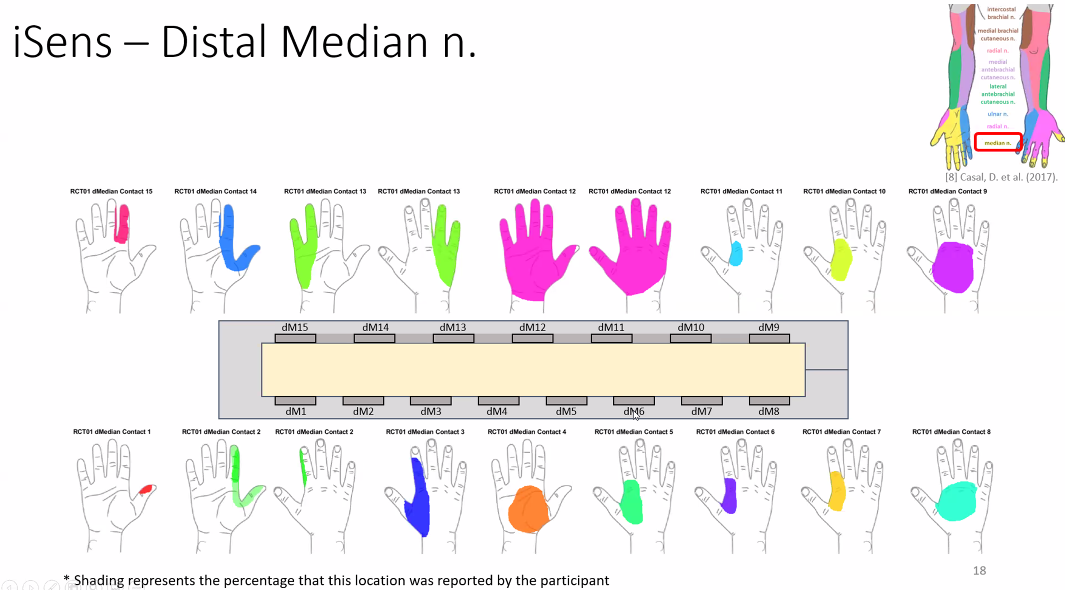 iSens – Distal Median n.
intercostal
brachial n.
medial brachial
cutaneous n.
radial n.
medial
antebrachial
cutaneous n.
lateral
antebrachial
cutaneous n.
ulnar n.
radial n.
median n.
[8] Casal, D. et al. (2017).
RCT01 dMedian Contact 15
RCT01 dMedian Contact 14
RCT01 dMedian Contact 13
RCT01 dMedian Contact 13
RCT01 dMedian Contact 12
RCT01 dMedian Contact 12
RCT01 dMedian Contact 11
RCT01 dMedian Contact 10
RCT01 dMedian Contact 9
dM15 dM14 dM13 dM12 dM11 dM10 dM9
dM1 dM2 dM3 dM4 dM5 dM6 dM7 dM8
RCT01 dMedian Contact 1
RCT01 dMedian Contact 2
RCT01 dMedian Contact 2
RCT01 dMedian Contact 3
RCT01 dMedian Contact 4
RCT01 dMedian Contact 5
RCT01 dMedian Contact 6
RCT01 dMedian Contact 7
RCT01 dMedian Contact 8
* Shading represents the percentage that this location was reported by the participant
18